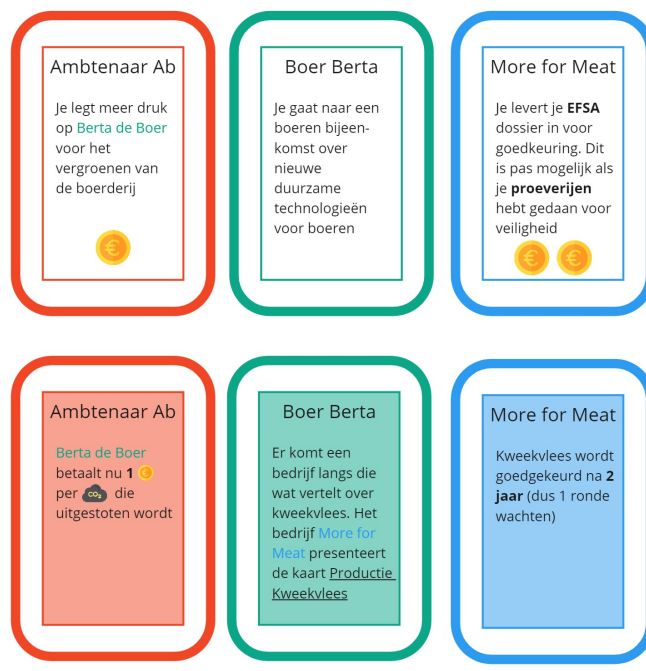 Ambtenaar Ab
Je legt meer druk
op Berta de Boer
voor het
vergroenen van
de boerderij
€
Boer Berta
Je gaat naar een
boeren bijeen-
komst over
nieuwe
duurzame
technologieën
voor boeren
More for Meat
Je levert je EFSA
dossier in voor
goedkeuring. Dit
is pas mogelijk als
je proeverijen
hebt gedaan voor
veiligheid
€ €
Ambtenaar Ab
Berta de Boer
betaalt nu 1 €
per CO₂ die
uitgestoten wordt
Boer Berta
Er komt een
bedrijf langs die
wat vertelt over
kweekvlees. Het
bedrijf More for
Meat presenteert
de kaart Productie
Kweekvlees
More for Meat
Kweekvlees wordt
goedgekeurd na 2
jaar (dus 1 ronde
wachten)